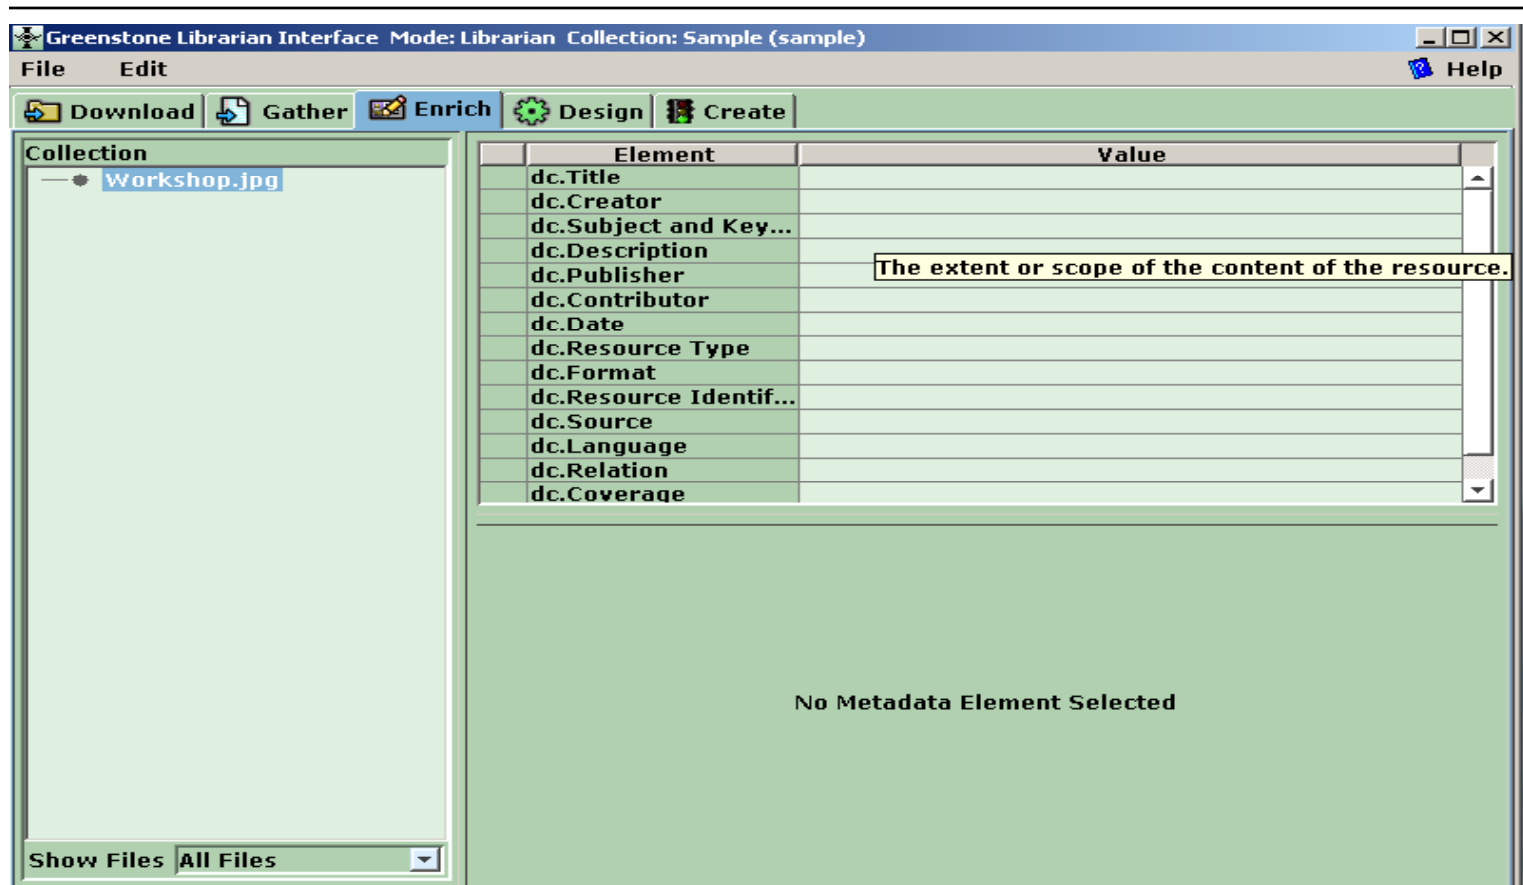 Greenstone Librarian Interface Mode: Librarian Collection: Sample (sample)
File Edit Help
Download Gather Enrich Design Create
Collection
Workshop.jpg
Element Value
dc.Title
dc.Creator
dc.Subject and Key...
dc.Description
The extent or scope of the content of the resource.
dc.Publisher
dc.Contributor
dc.Date
dc.Resource Type
dc.Format
dc.Resource Identif...
dc.Source
dc.Language
dc.Relation
dc.Coverage
No Metadata Element Selected
Show Files All Files